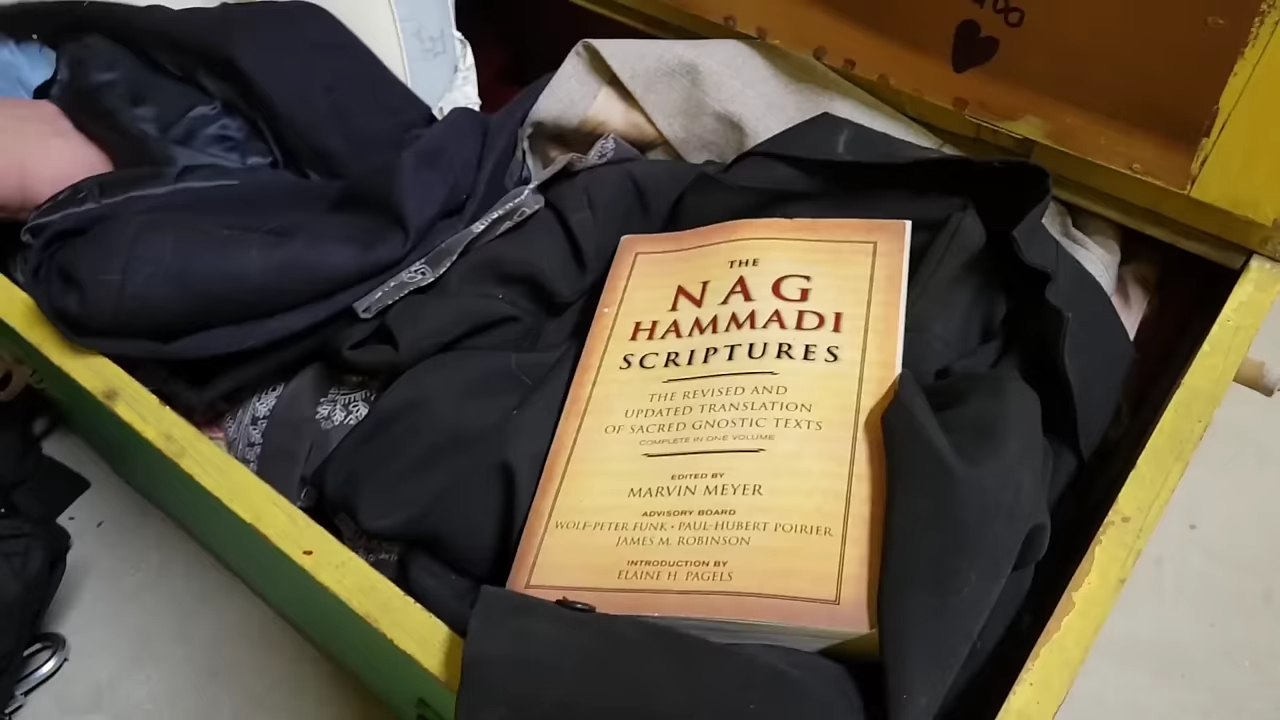 THE
NAG
HAMMADI
SCRIPTURES
THE REVISED AND
UPDATED TRANSLATION
OF SACRED GNOSTIC TEXTS
COMPLETE IN ONE VOLUME
EDITED BY
MARVIN MEYER
ADVISORY BOARD
WOLF-PETER FUNK • PAUL-HUBERT POIRIER
JAMES M. ROBINSON
INTRODUCTION BY
ELAINE H. PAGELS